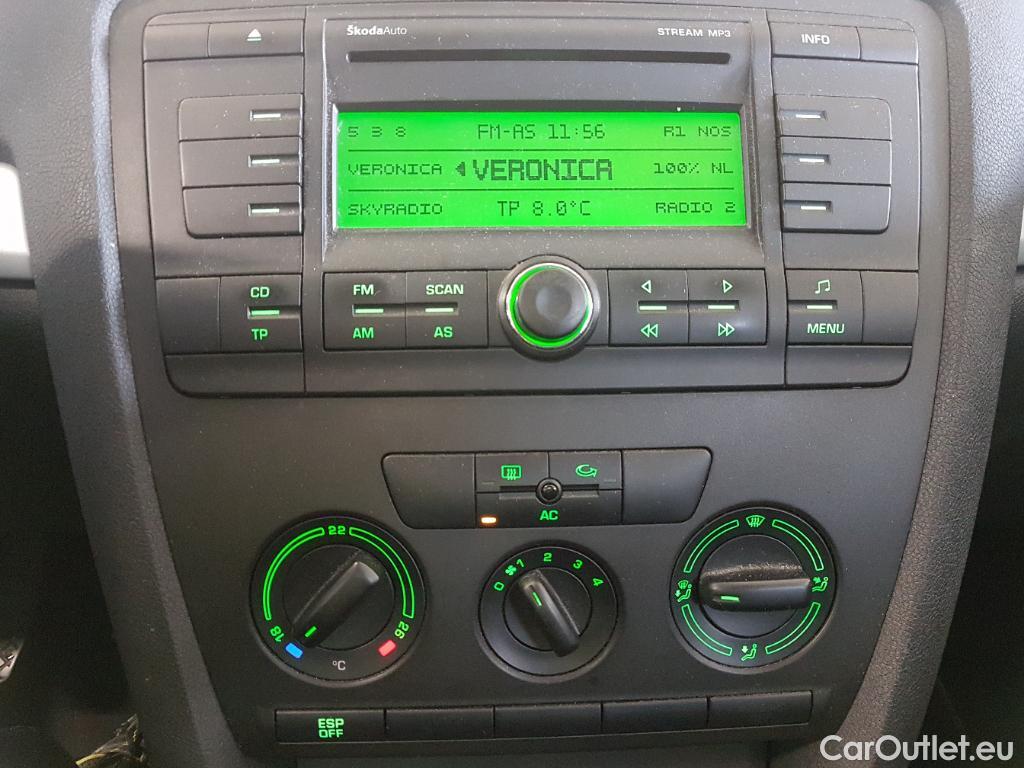 ŠkodaAuto STREAM MP3 INFO
5 3 8 FM-AS 11:56 R1 NOS
VERONICA VERONICA 100% NL
SKYRADIO TP 8.0°C RADIO 2
CD FM SCAN
TP AM AS MENU
AC
22
18 26
°C
0 1 2 3 4
ESP
OFF
CarOutlet.eu